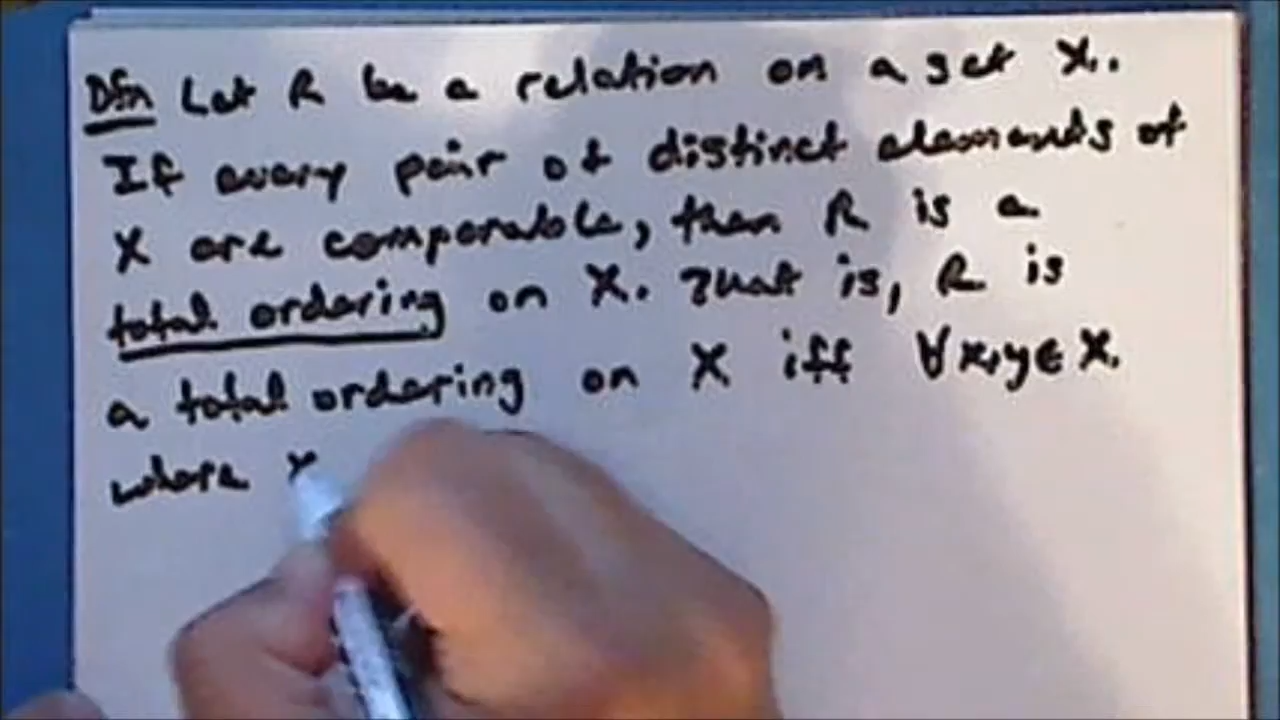 Dfn Let R be a relation on a set X.
If every pair of distinct elements of
X are comparable, then R is a
total ordering on X. That is, R is
a total ordering on X iff ∀x,y∈X,
where x